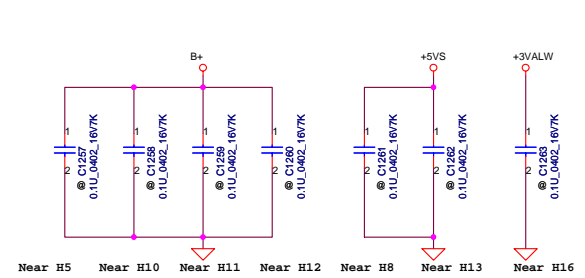 B+
+5VS
+3VALW
1
2
@ C1257
0.1U_0402_16V7K
1
2
@ C1258
0.1U_0402_16V7K
1
2
@ C1259
0.1U_0402_16V7K
1
2
@ C1260
0.1U_0402_16V7K
1
2
@ C1261
0.1U_0402_16V7K
1
2
@ C1262
0.1U_0402_16V7K
1
2
@ C1263
0.1U_0402_16V7K
Near H5 Near H10 Near H11 Near H12 Near H8 Near H13 Near H16